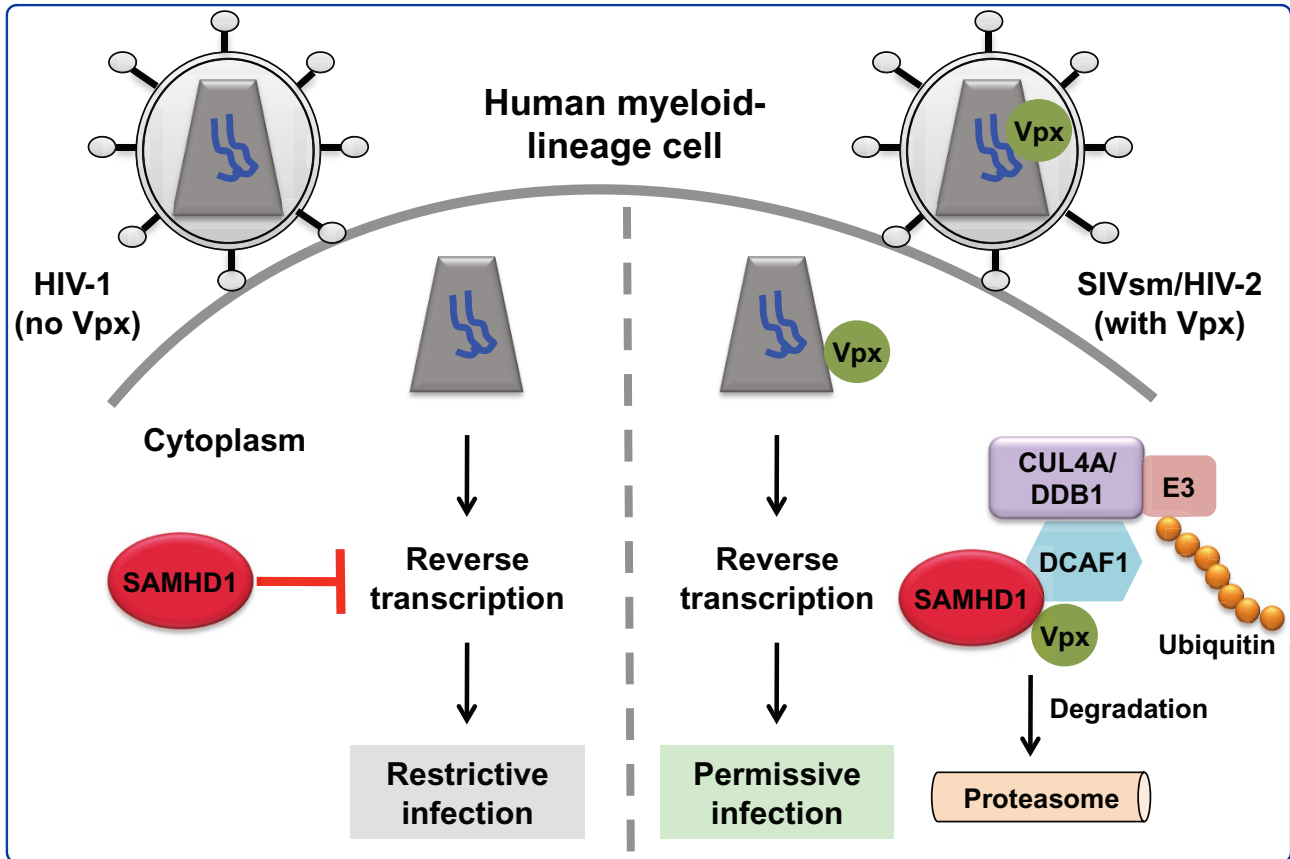 Human myeloid-
lineage cell
Vpx
HIV-1
(no Vpx)
SIVsm/HIV-2
(with Vpx)
Vpx
Cytoplasm
CUL4A/
DDB1
E3
SAMHD1
Reverse
transcription
Reverse
transcription
DCAF1
SAMHD1
Vpx
Ubiquitin
Degradation
Restrictive
infection
Permissive
infection
Proteasome